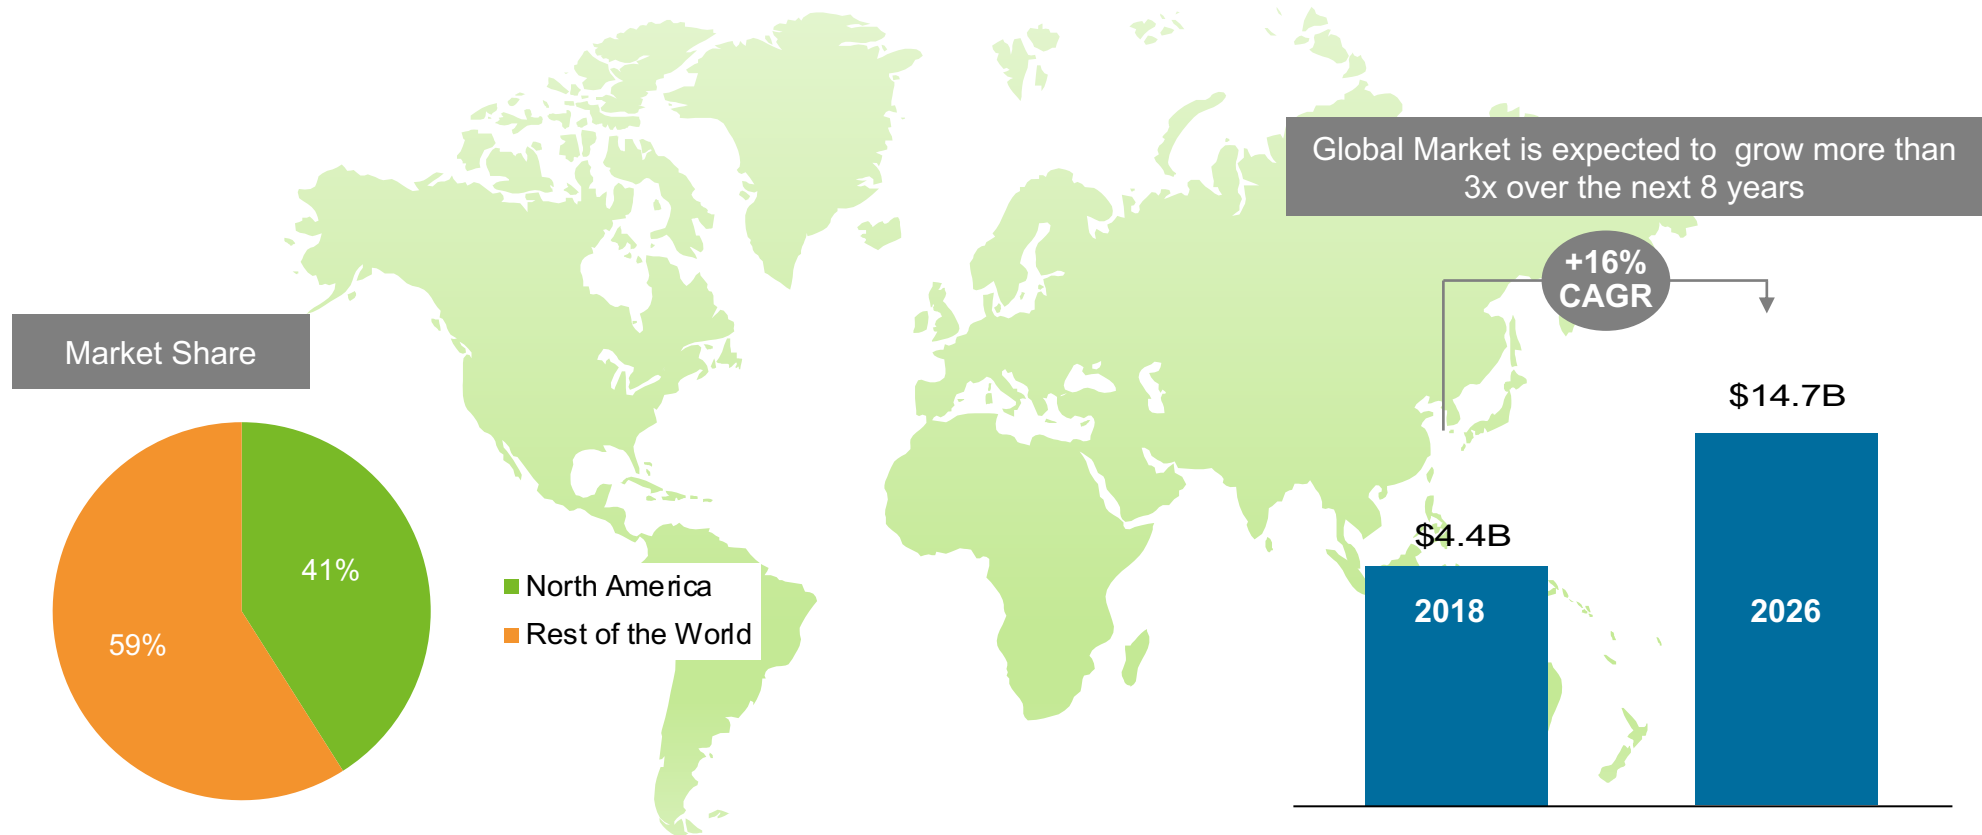 Global Market is expected to grow more than
3x over the next 8 years
+16%
CAGR
Market Share
$14.7B
$4.4B
41%
59%
North America
Rest of the World
2018
2026